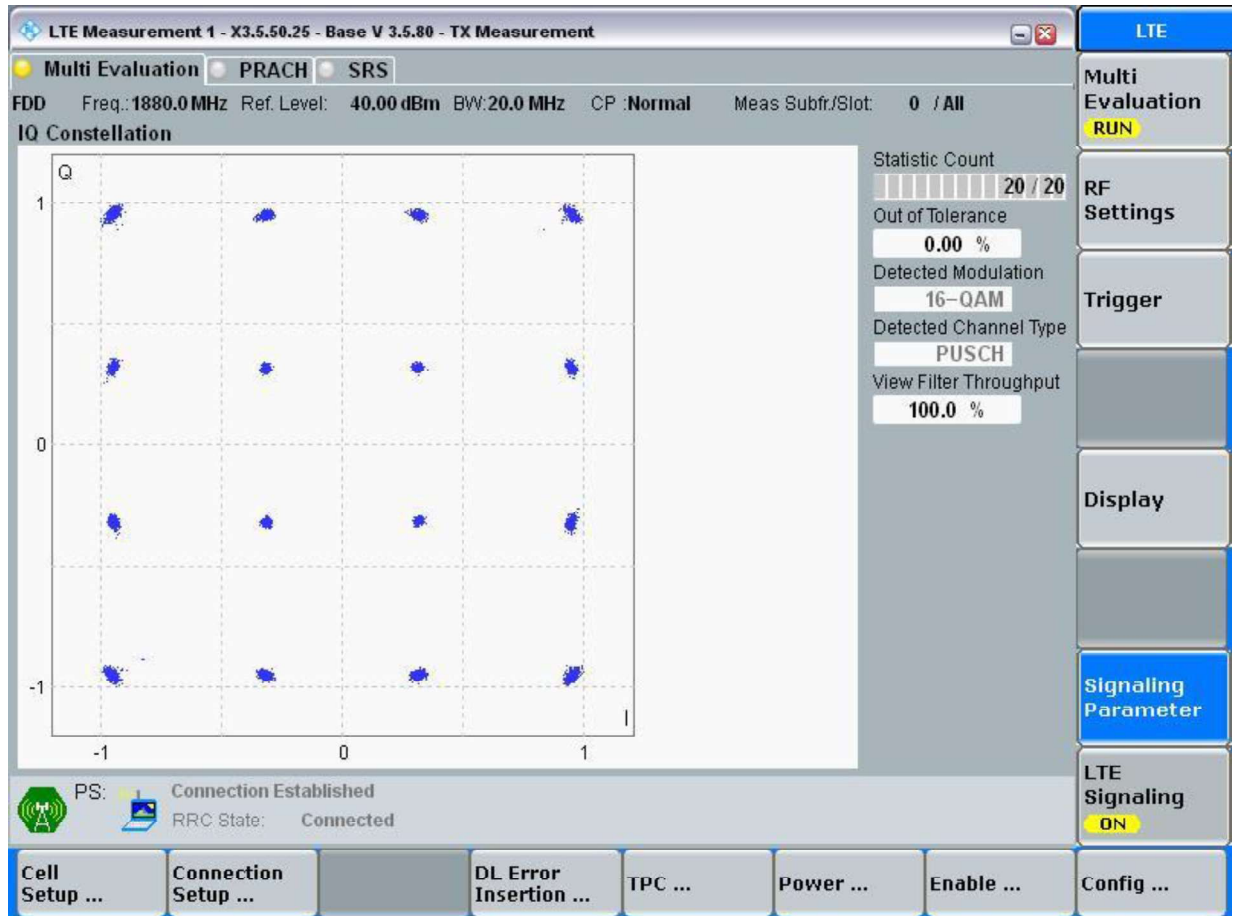 LTE Measurement 1 - X3.5.50.25 - Base V 3.5.80 - TX Measurement
LTE
Multi Evaluation PRACH SRS
FDD Freq.: 1880.0 MHz Ref. Level: 40.00 dBm BW: 20.0 MHz CP : Normal Meas Subfr./Slot: 0 / All
IQ Constellation
Q
1
0
-1
-1 0 1
I
Statistic Count
20 / 20
Out of Tolerance
0.00 %
Detected Modulation
16-QAM
Detected Channel Type
PUSCH
View Filter Throughput
100.0 %
Multi
Evaluation
RUN
RF
Settings
Trigger
Display
Signaling
Parameter
LTE
Signaling
ON
PS: Connection Established
RRC State: Connected
Cell
Setup ...
Connection
Setup ...
DL Error
Insertion ...
TPC ...
Power ...
Enable ...
Config ...